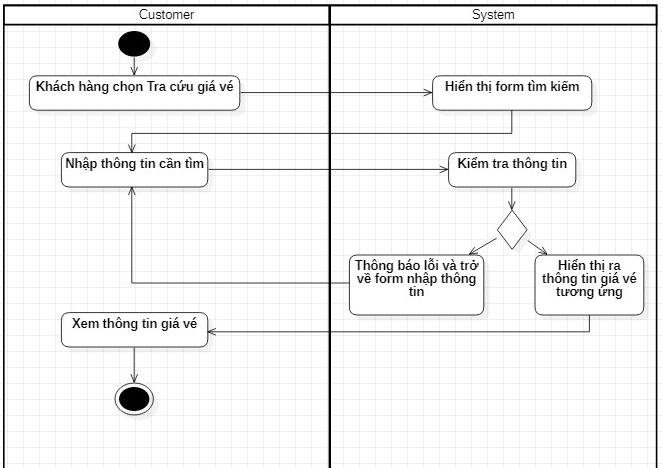 Customer
System
Khách hàng chọn Tra cứu giá vé
Hiển thị form tìm kiếm
Nhập thông tin cần tìm
Kiểm tra thông tin
Thông báo lỗi và trở
về form nhập thông
tin
Hiển thị ra
thông tin giá vé
tương ứng
Xem thông tin giá vé